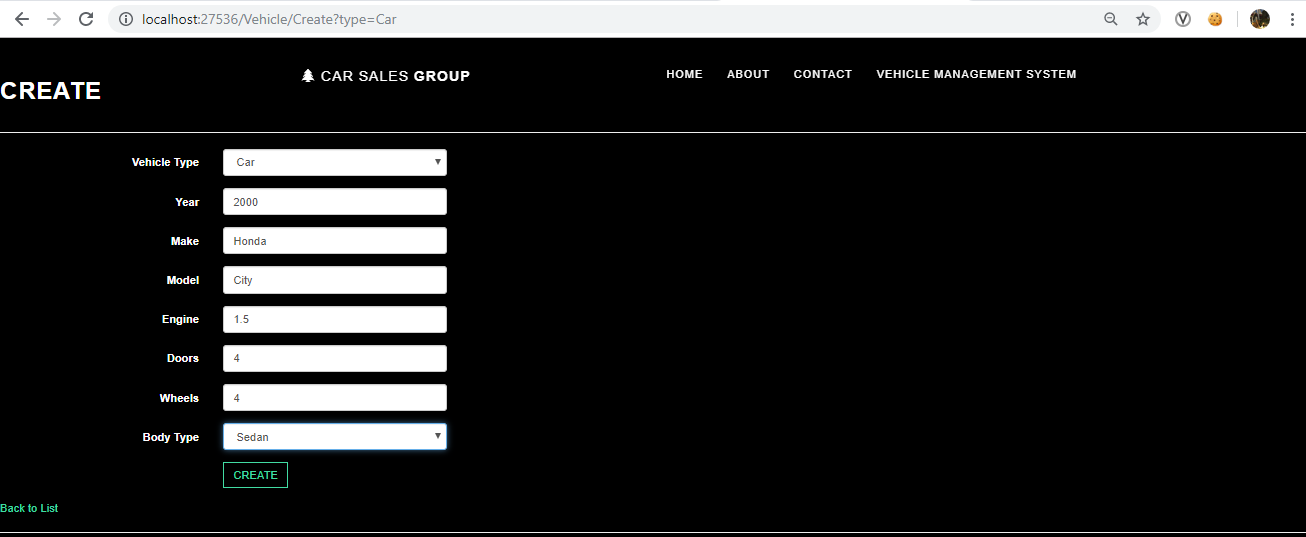 localhost:27536/Vehicle/Create?type=Car
CAR SALES GROUP
HOME ABOUT CONTACT VEHICLE MANAGEMENT SYSTEM
CREATE
Vehicle Type Car
Year 2000
Make Honda
Model City
Engine 1.5
Doors 4
Wheels 4
Body Type Sedan
CREATE
Back to List